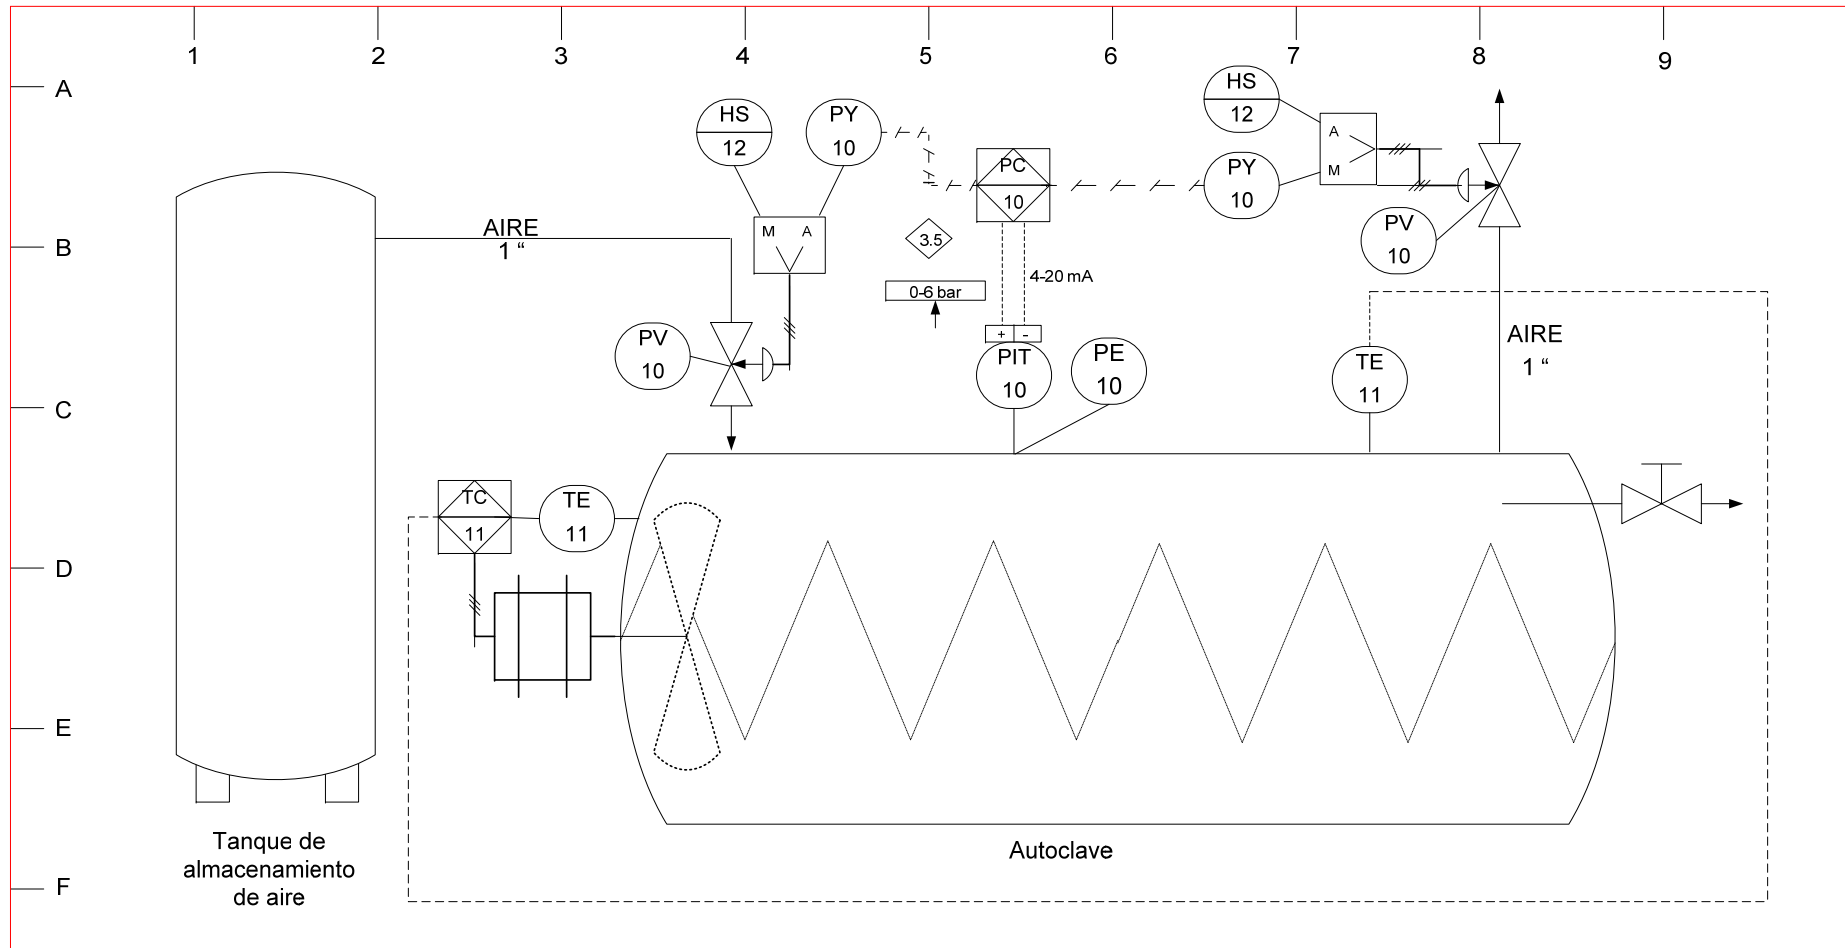 1 2 3 4 5 6 7 8 9
A
B
C
D
E
F
HS
12
PY
10
PC
10
HS
12
A
M
PY
10
PV
10
AIRE
1 “
M A
3.5
0-6 bar
4-20 mA
+ -
PV
10
PIT
10
PE
10
TE
11
AIRE
1 “
TC
11
TE
11
Tanque de
almacenamiento
de aire
Autoclave